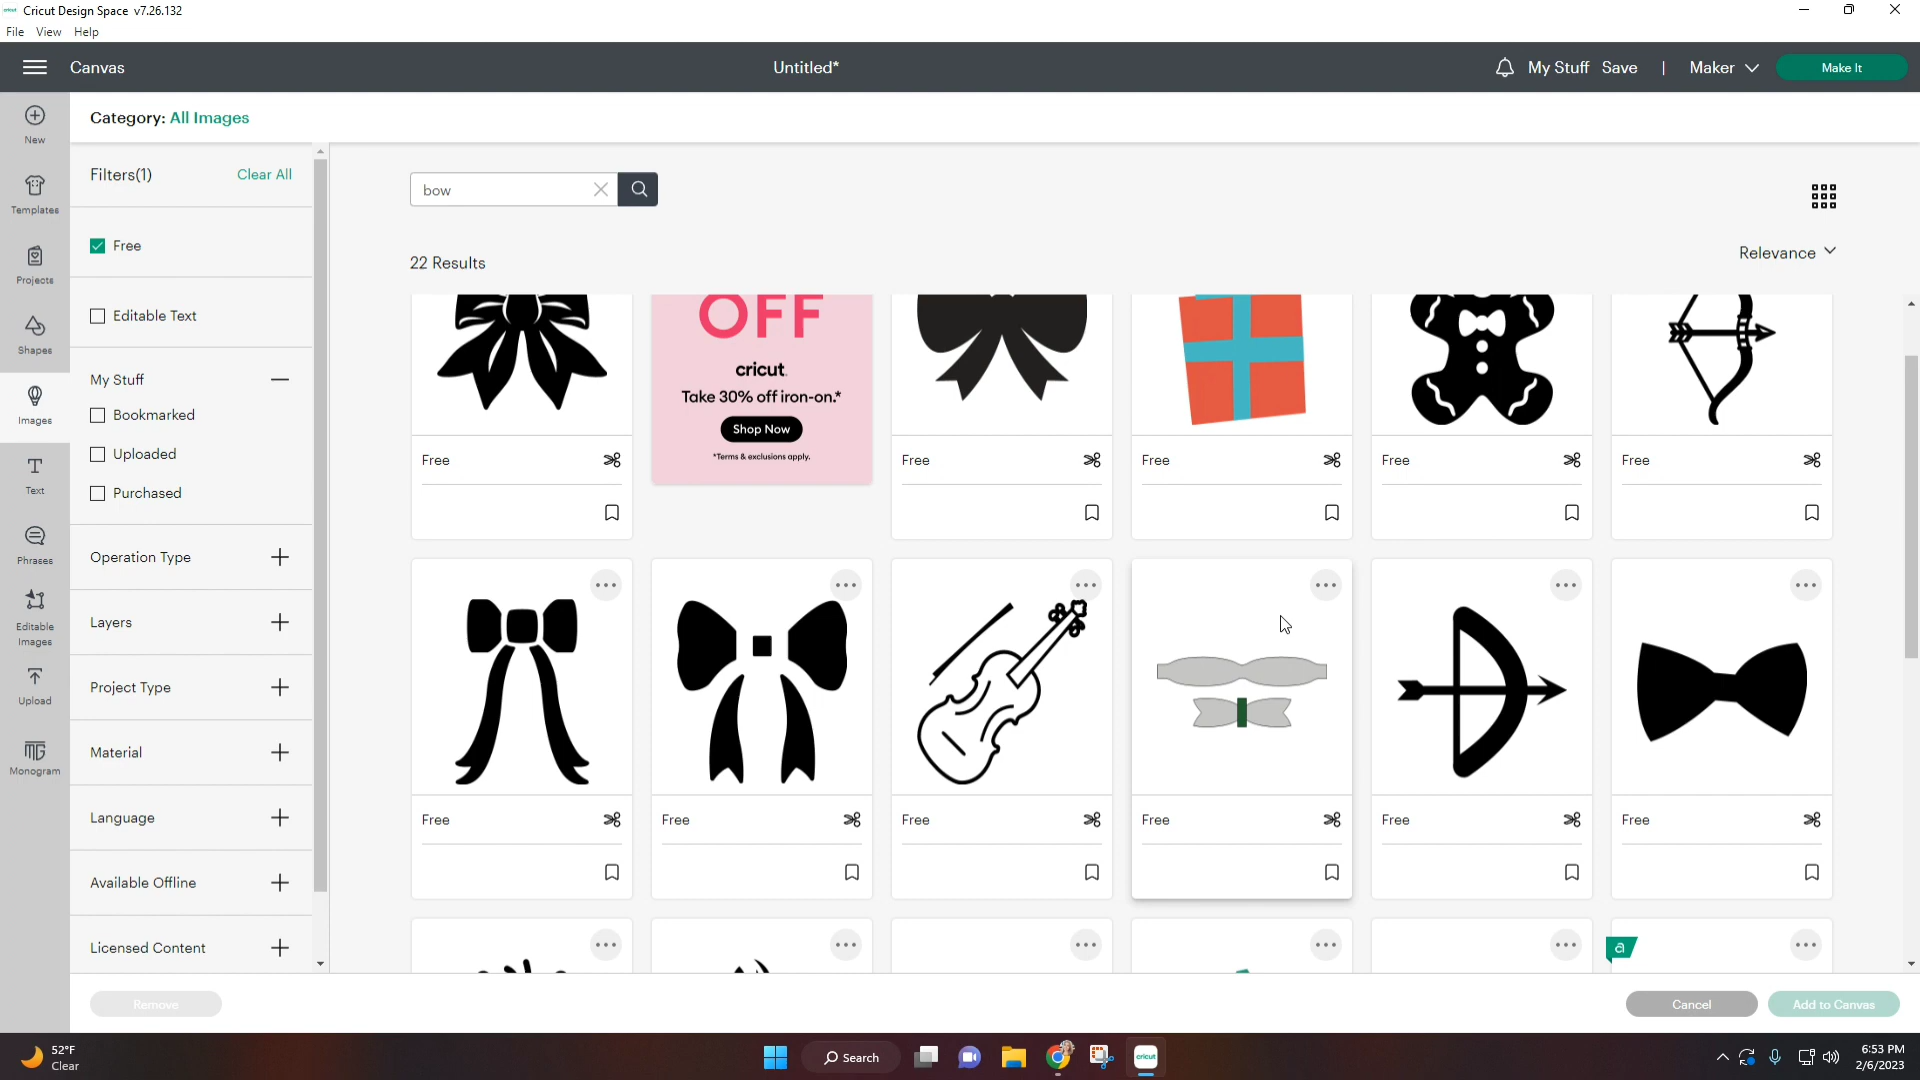 cricut Cricut Design Space v7.26.132
File View Help
Canvas Untitled* My Stuff Save | Maker Make It
New
Templates
Projects
Shapes
Images
Text
Phrases
Editable
Images
Upload
Monogram
Category: All Images
Filters(1) Clear All
Free
Editable Text
My Stuff
Bookmarked
Uploaded
Purchased
Operation Type
Layers
Project Type
Material
Language
Available Offline
Licensed Content
bow
22 Results Relevance
OFF
cricut
Take 30% off iron-on.*
Shop Now
*Terms & exclusions apply.
Free Free Free Free Free
Free Free Free Free Free Free
a
Remove Cancel Add to Canvas
52°F
Clear
Search
cricut
6:53 PM
2/6/2023